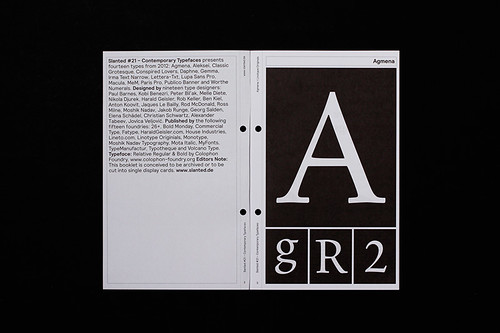 Slanted #21 – Contemporary Typefaces presents
fourteen types from 2012: Agmena, Aleksei, Classic
Grotesque, Conspired Lovers, Daphne, Gemma,
Irma Text Narrow, Lettera-Txt, Lupa Sans Pro,
Macula, MeM, Paris Pro, Publico Banner and Worthe
Numerals. Designed by nineteen type designers:
Paul Barnes, Kobi Benezri, Peter Biľak, Melle Diete,
Nikola Djurek, Harald Geisler, Rob Keller, Ben Kiel,
Anton Koovit, Jaques Le Bailly, Rod McDonald, Ross
Milne, Moshik Nadav, Jakob Runge, Georg Salden,
Elena Schädel, Christian Schwartz, Alexander
Tabeev, Jovica Veljović. Published by the following
fifteen foundries: 26+, Bold Monday, Commercial
Type, Fatype, HaraldGeisler.com, House Industries,
Lineto.com, Linotype Originals, Monotype,
Moshik Nadav Typography, Mota Italic, MyFonts,
TypeManufactur, Typotheque and Volcano Type.
Typeface: Relative Regular & Bold by Colophon
Foundry, www.colophon-foundry.org Editors Note:
This booklet is conceived to be archived or to be
cut into single display cards. www.slanted.de
Agmena
A
g R 2